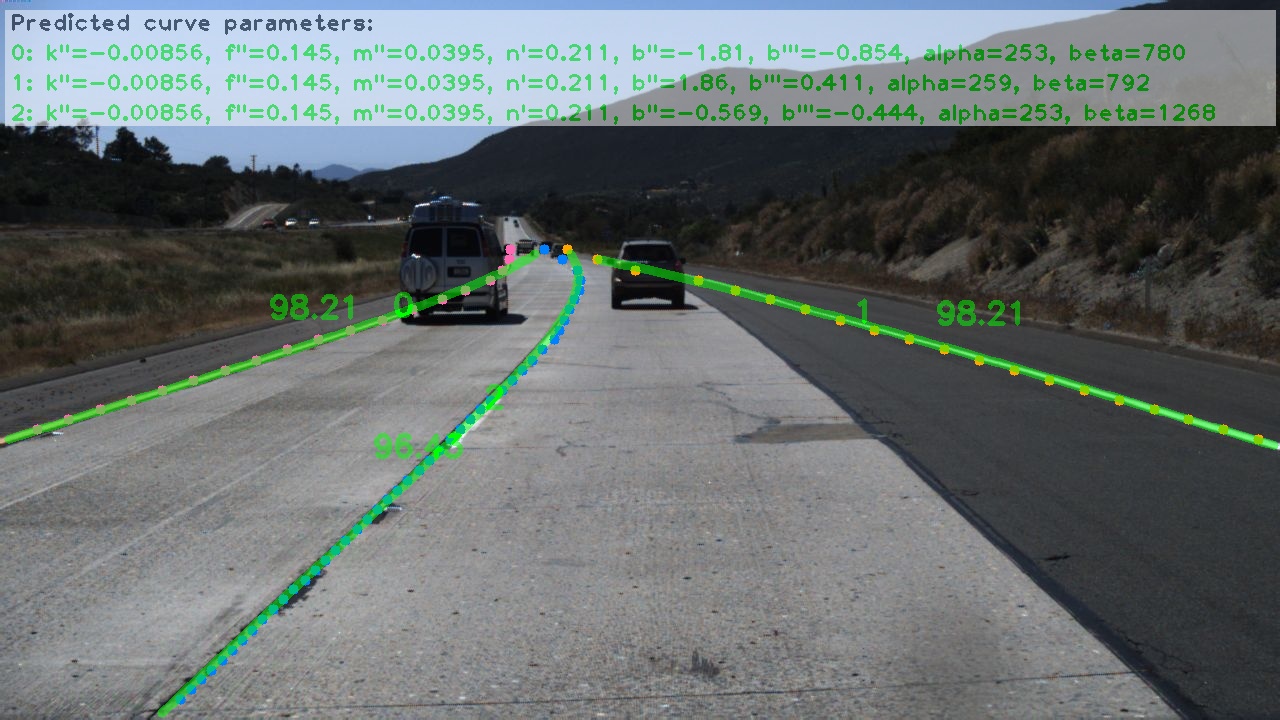 Predicted curve parameters:
0: k''=-0.00856, f''=0.145, m''=0.0395, n'=0.211, b''=-1.81, b'''=-0.854, alpha=253, beta=780
1: k''=-0.00856, f''=0.145, m''=0.0395, n'=0.211, b''=1.86, b'''=0.411, alpha=259, beta=792
2: k''=-0.00856, f''=0.145, m''=0.0395, n'=0.211, b''=-0.569, b'''=-0.444, alpha=253, beta=1268
98.21 0 1 98.21